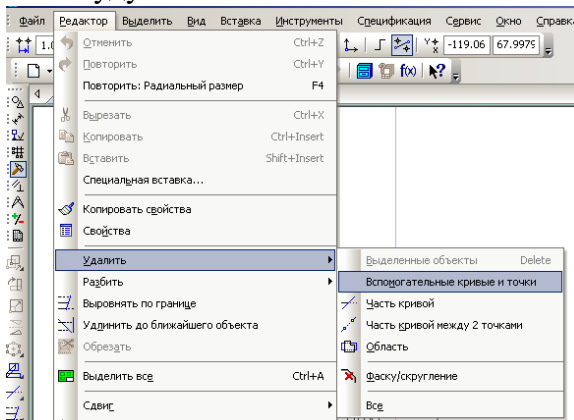 Файл Редактор Выделить Вид Вставка Инструменты Спецификация Сервис Окно Справка
1.0 Отменить Ctrl+Z -119.06 67.9979
Повторить Ctrl+Y f(x)
Повторить: Радиальный размер F4
Вырезать Ctrl+X
Копировать Ctrl+Insert
Вставить Shift+Insert
Специальная вставка...
Копировать свойства
Свойства
Удалить
Выделенные объекты Delete
Разбить
Вспомогательные кривые и точки
Выровнять по границе
Часть кривой
Удлинить до ближайшего объекта
Часть кривой между 2 точками
Обрезать
Область
Выделить все Ctrl+A
Фаску/скругление
Сдвиг
Все